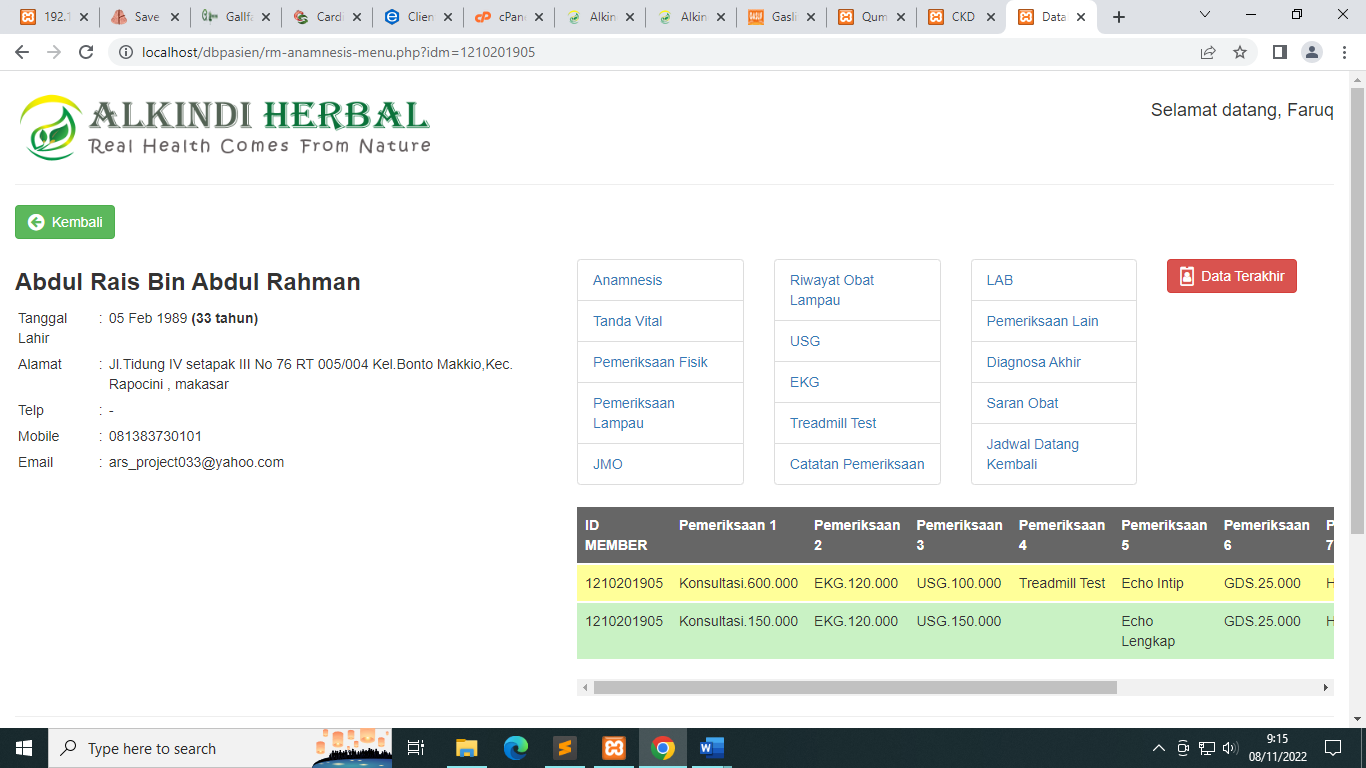 192.
Save
Gallfa
Cardi
Clien
cPan
Alkin
Alkin
Gasli
Qum
CKD
Data
localhost/dbpasien/rm-anamnesis-menu.php?idm=1210201905
ALKINDI HERBAL
Real Health Comes From Nature
Selamat datang, Faruq
Kembali
Abdul Rais Bin Abdul Rahman
Tanggal Lahir : 05 Feb 1989 (33 tahun)
Alamat : Jl.Tidung IV setapak III No 76 RT 005/004 Kel.Bonto Makkio,Kec.
Rapocini , makasar
Telp : -
Mobile : 081383730101
Email : ars_project033@yahoo.com
Anamnesis
Tanda Vital
Pemeriksaan Fisik
Pemeriksaan
Lampau
JMO
Riwayat Obat
Lampau
USG
EKG
Treadmill Test
Catatan Pemeriksaan
LAB
Pemeriksaan Lain
Diagnosa Akhir
Saran Obat
Jadwal Datang
Kembali
Data Terakhir
ID MEMBER Pemeriksaan 1 Pemeriksaan 2 Pemeriksaan 3 Pemeriksaan 4 Pemeriksaan 5 Pemeriksaan 6 P 7
1210201905 Konsultasi.600.000 EKG.120.000 USG.100.000 Treadmill Test Echo Intip GDS.25.000 H
1210201905 Konsultasi.150.000 EKG.120.000 USG.150.000 Echo Lengkap GDS.25.000 H
Type here to search
9:15
08/11/2022